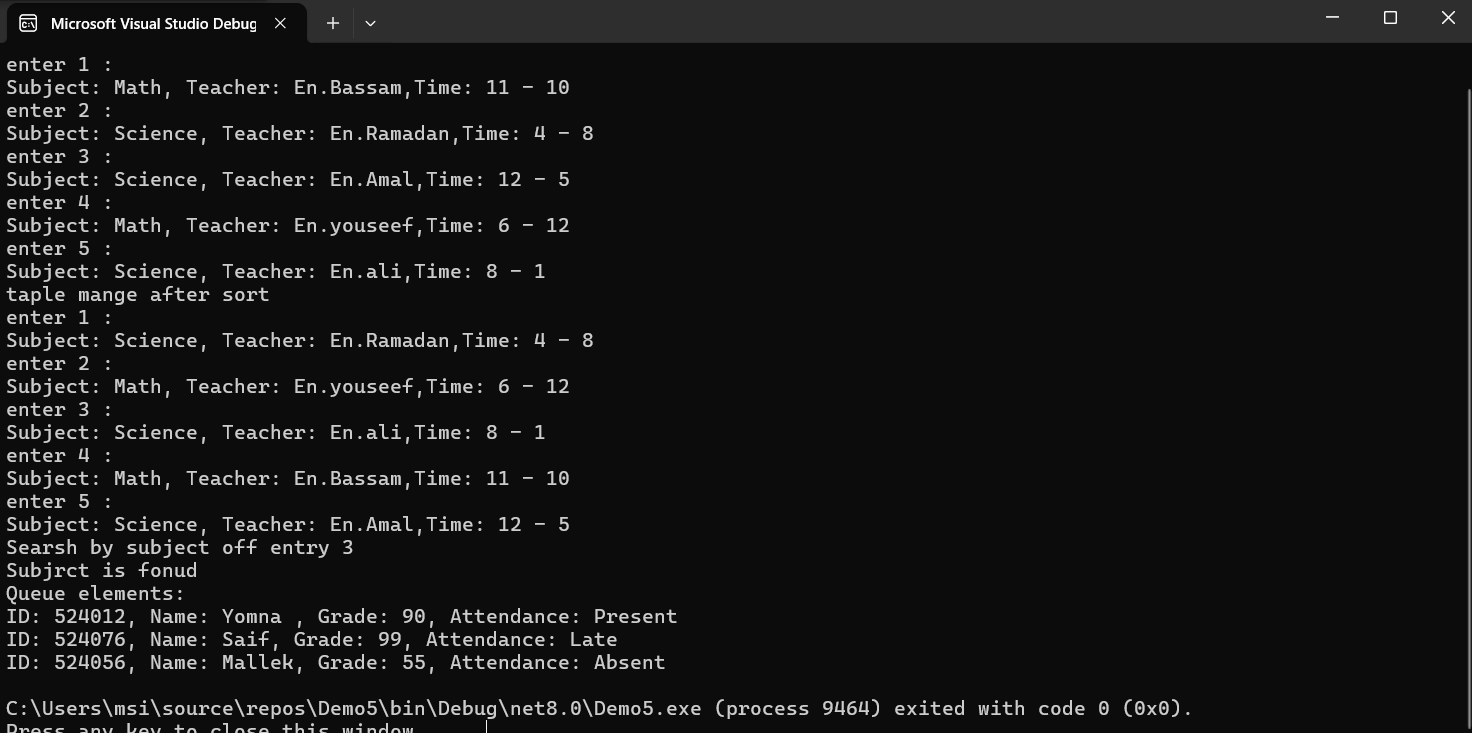 Microsoft Visual Studio Debug
enter 1 :
Subject: Math, Teacher: En.Bassam,Time: 11 - 10
enter 2 :
Subject: Science, Teacher: En.Ramadan,Time: 4 - 8
enter 3 :
Subject: Science, Teacher: En.Amal,Time: 12 - 5
enter 4 :
Subject: Math, Teacher: En.youseef,Time: 6 - 12
enter 5 :
Subject: Science, Teacher: En.ali,Time: 8 - 1
taple mange after sort
enter 1 :
Subject: Science, Teacher: En.Ramadan,Time: 4 - 8
enter 2 :
Subject: Math, Teacher: En.youseef,Time: 6 - 12
enter 3 :
Subject: Science, Teacher: En.ali,Time: 8 - 1
enter 4 :
Subject: Math, Teacher: En.Bassam,Time: 11 - 10
enter 5 :
Subject: Science, Teacher: En.Amal,Time: 12 - 5
Searsh by subject off entry 3
Subjrct is fonud
Queue elements:
ID: 524012, Name: Yomna , Grade: 90, Attendance: Present
ID: 524076, Name: Saif, Grade: 99, Attendance: Late
ID: 524056, Name: Mallek, Grade: 55, Attendance: Absent
C:\Users\msi\source\repos\Demo5\bin\Debug\net8.0\Demo5.exe (process 9464) exited with code 0 (0x0).
Press any key to close this window